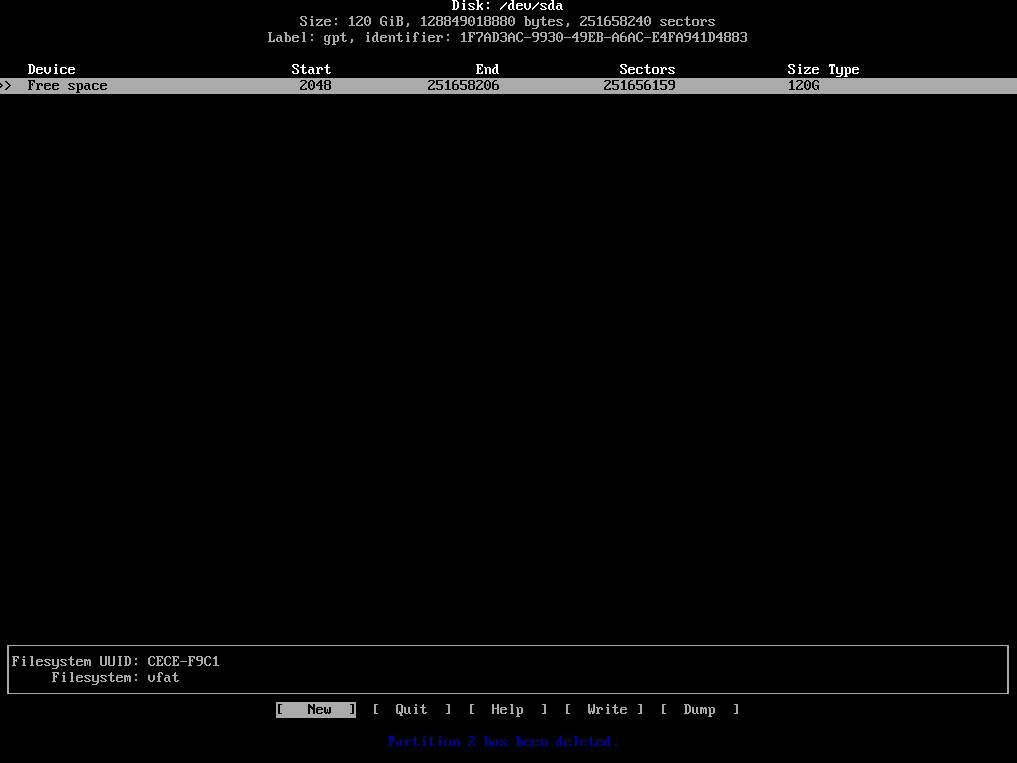 Disk: /dev/sda
Size: 120 GiB, 128849018880 bytes, 251658240 sectors
Label: gpt, identifier: 1F7AD3AC-9930-49EB-A6AC-E4FA941D4883
Device Start End Sectors Size Type
>> Free space 2048 251658206 251656159 120G
Filesystem UUID: CECE-F9C1
Filesystem: vfat
[ New ] [ Quit ] [ Help ] [ Write ] [ Dump ]
Partition 2 has been deleted.